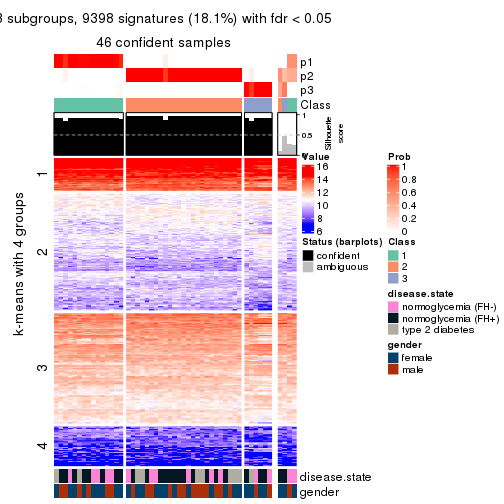 3 subgroups, 9398 signatures (18.1%) with fdr < 0.05
46 confident samples
p1
p2
p3
Class
1
0.5
0
Silhouette
score
k-means with 4 groups
1
2
3
4
disease.state
gender
Value
16
14
12
10
8
6
Prob
1
0.8
0.6
0.4
0.2
0
Status (barplots)
confident
ambiguous
Class
1
2
3
disease.state
normoglycemia (FH-)
normoglycemia (FH+)
type 2 diabetes
gender
female
male